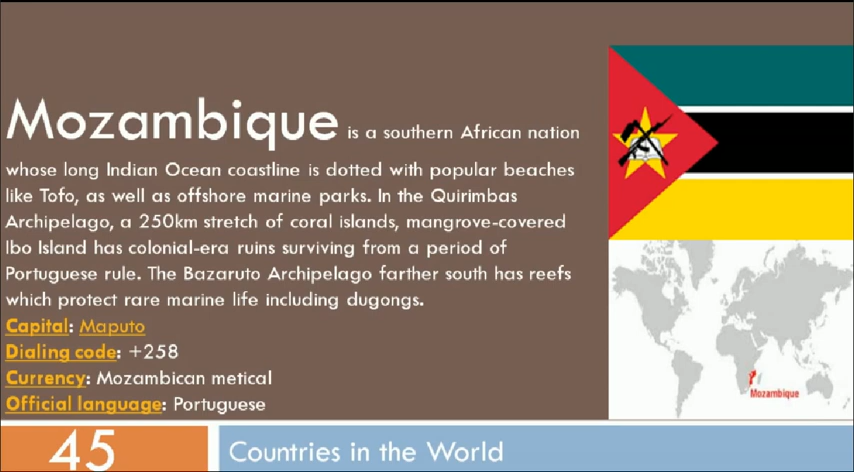 Mozambique is a southern African nation
whose long Indian Ocean coastline is dotted with popular beaches
like Tofo, as well as offshore marine parks. In the Quirimbas
Archipelago, a 250km stretch of coral islands, mangrove-covered
Ibo Island has colonial-era ruins surviving from a period of
Portuguese rule. The Bazaruto Archipelago farther south has reefs
which protect rare marine life including dugongs.
Capital: Maputo
Dialing code: +258
Currency: Mozambican metical
Official language: Portuguese
Mozambique
45
Countries in the World